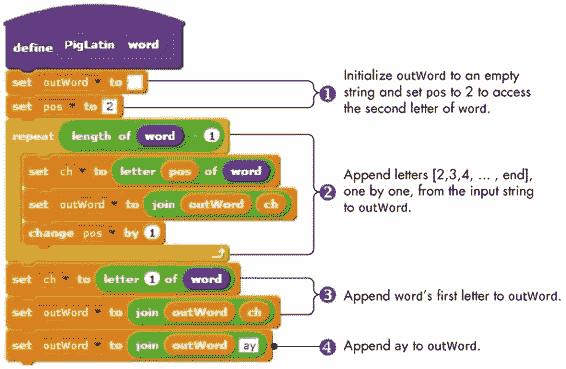 define PigLatin word
set outWord to
set pos to 2
1 Initialize outWord to an empty
string and set pos to 2 to access
the second letter of word.
repeat length of word - 1
set ch to letter pos of word
set outWord to join outWord ch
change pos by 1
2 Append letters [2,3,4, ... , end],
one by one, from the input string
to outWord.
set ch to letter 1 of word
set outWord to join outWord ch
3 Append word's first letter to outWord.
set outWord to join outWord ay
4 Append ay to outWord.